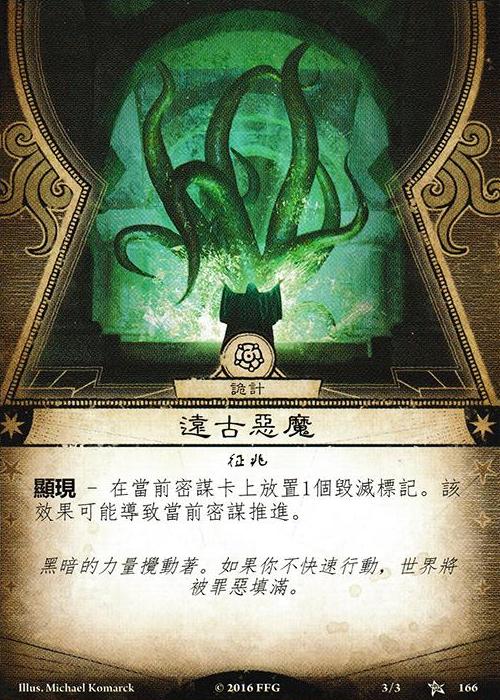 詭計
遠古惡魔
征兆
顯現 – 在當前密謀卡上放置1個毀滅標記。該
效果可能導致當前密謀推進。
黑暗的力量攪動著。如果你不快速行動，世界將
被罪惡填滿。
Illus. Michael Komarck © 2016 FFG 3/3 166